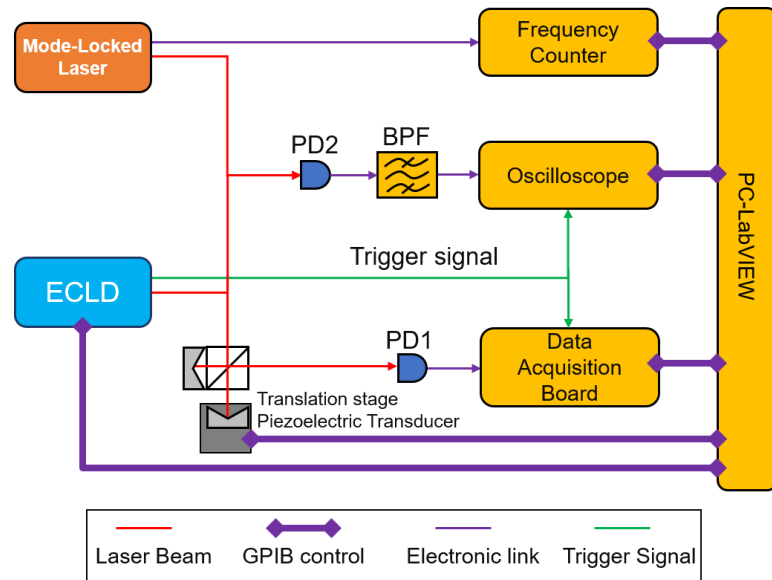 Mode-Locked
Laser
Frequency
Counter
PD2
BPF
Oscilloscope
PC-LabVIEW
Trigger signal
ECLD
PD1
Data
Acquisition
Board
Translation stage
Piezoelectric Transducer
Laser Beam
GPIB control
Electronic link
Trigger Signal